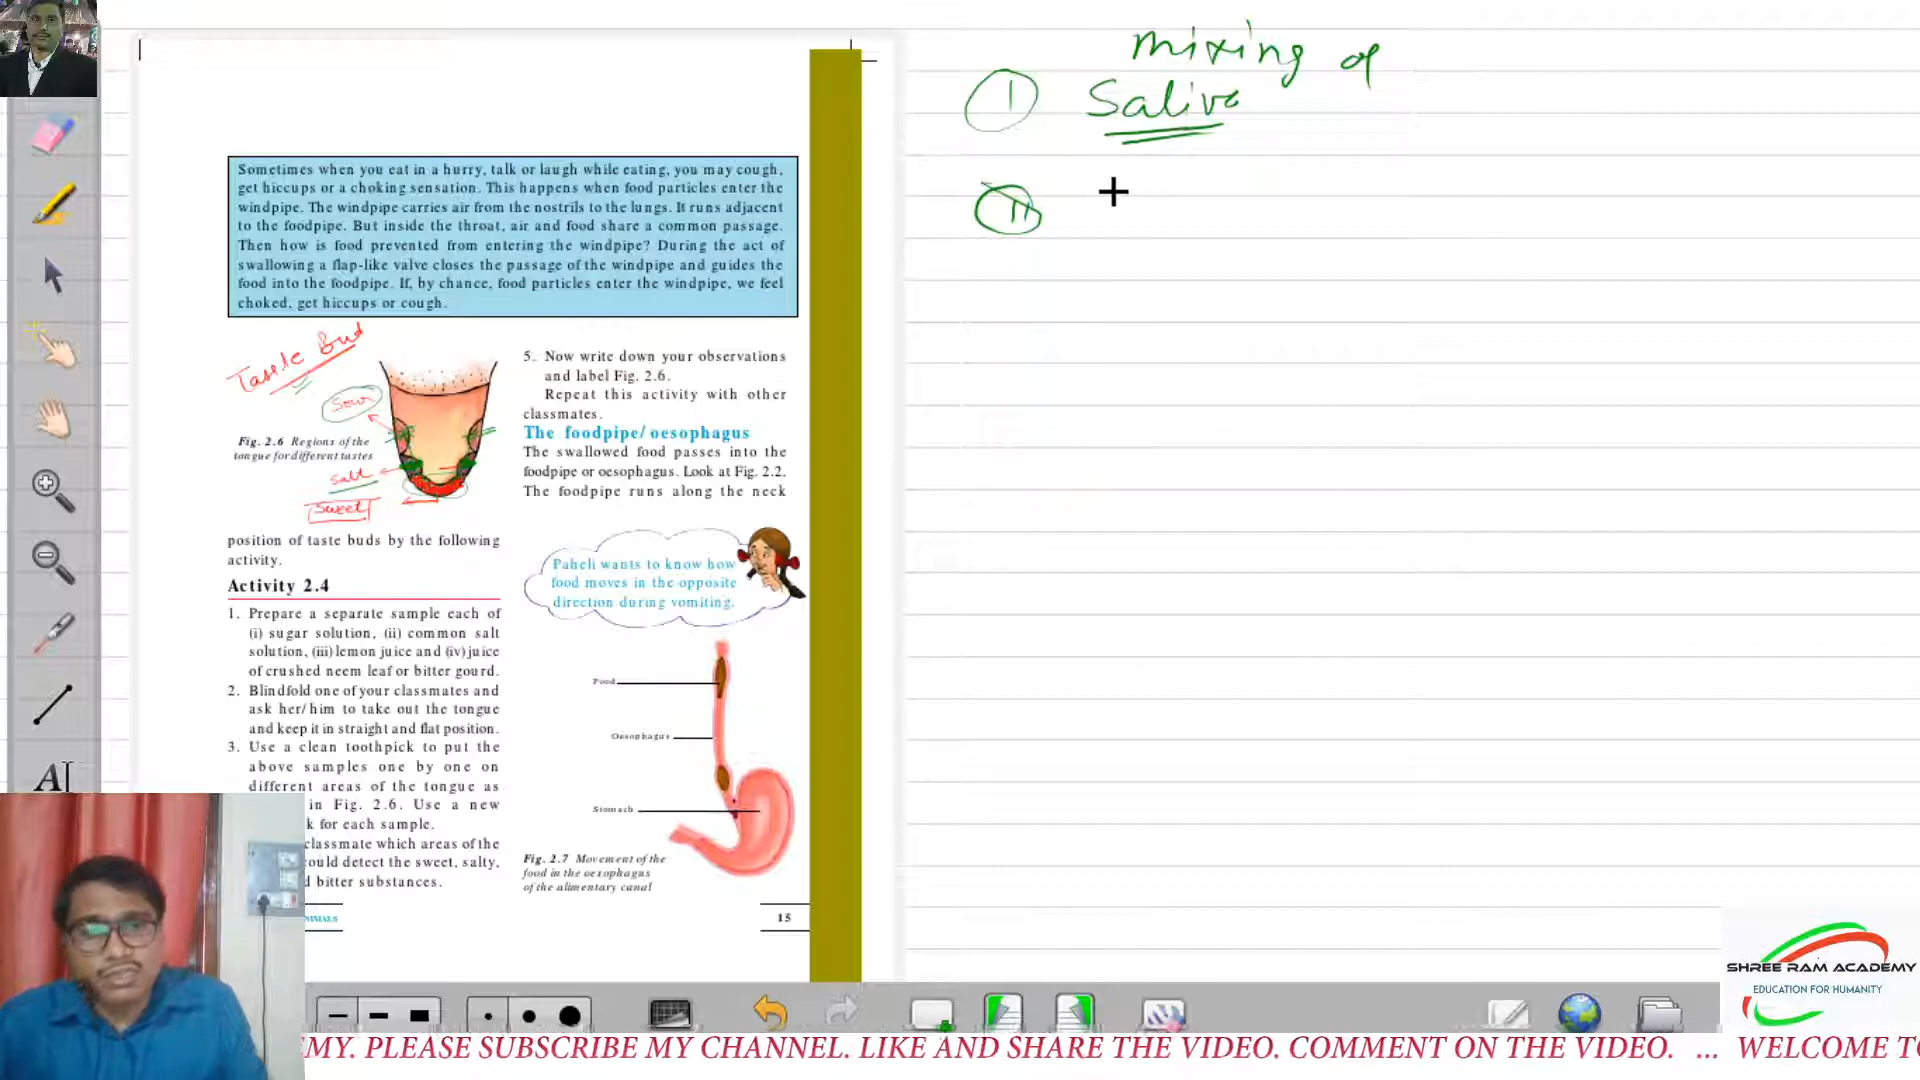 mixing of
I Saliva
II
Sometimes when you eat in a hurry, talk or laugh while eating, you may cough,
get hiccups or a choking sensation. This happens when food particles enter the
windpipe. The windpipe carries air from the nostrils to the lungs. It runs adjacent
to the foodpipe. But inside the throat, air and food share a common passage.
Then how is food prevented from entering the windpipe? During the act of
swallowing a flap-like valve closes the passage of the windpipe and guides the
food into the foodpipe. If, by chance, food particles enter the windpipe, we feel
choked, get hiccups or cough.
Taste Bud
Sour
Fig. 2.6 Regions of the
tongue for different tastes
Salt
Sweet
position of taste buds by the following
activity.
Activity 2.4
1. Prepare a separate sample each of
(i) sugar solution, (ii) common salt
solution, (iii) lemon juice and (iv) juice
of crushed neem leaf or bitter gourd.
2. Blindfold one of your classmates and
ask her/him to take out the tongue
and keep it in straight and flat position.
3. Use a clean toothpick to put the
above samples one by one on
different areas of the tongue as
in Fig. 2.6. Use a new
k for each sample.
classmate which areas of the
ould detect the sweet, salty,
d bitter substances.
NIMALS
5. Now write down your observations
and label Fig. 2.6.
Repeat this activity with other
classmates.
The foodpipe/oesophagus
The swallowed food passes into the
foodpipe or oesophagus. Look at Fig. 2.2.
The foodpipe runs along the neck
Paheli wants to know how
food moves in the opposite
direction during vomiting.
Food
Oesophagus
Stomach
Fig. 2.7 Movement of the
food in the oesophagus
of the alimentary canal
15
SHREE RAM ACADEMY
EDUCATION FOR HUMANITY
EMY. PLEASE SUBSCRIBE MY CHANNEL. LIKE AND SHARE THE VIDEO. COMMENT ON THE VIDEO. ... WELCOME TO